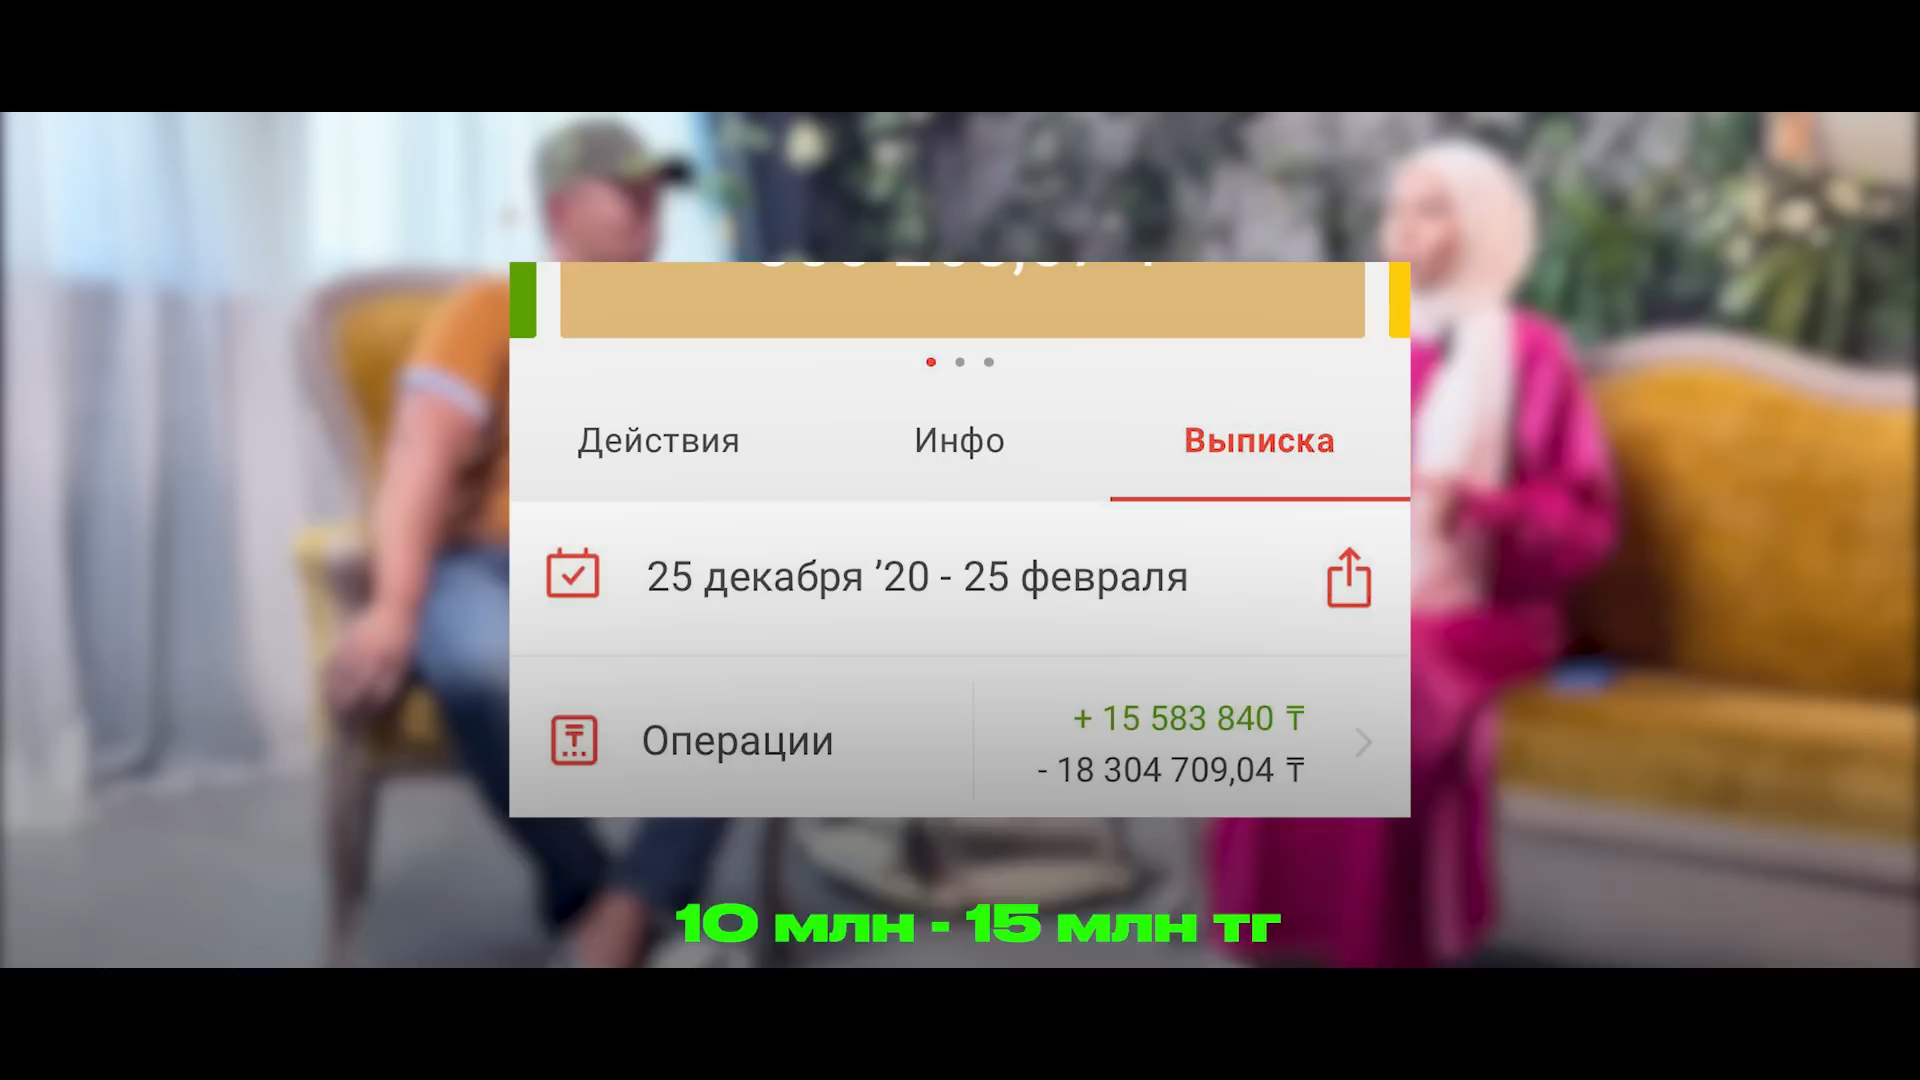 Действия
Инфо
Выписка
25 декабря ’20 - 25 февраля
Операции
+ 15 583 840 ₸
- 18 304 709,04 ₸
10 млн - 15 млн тг